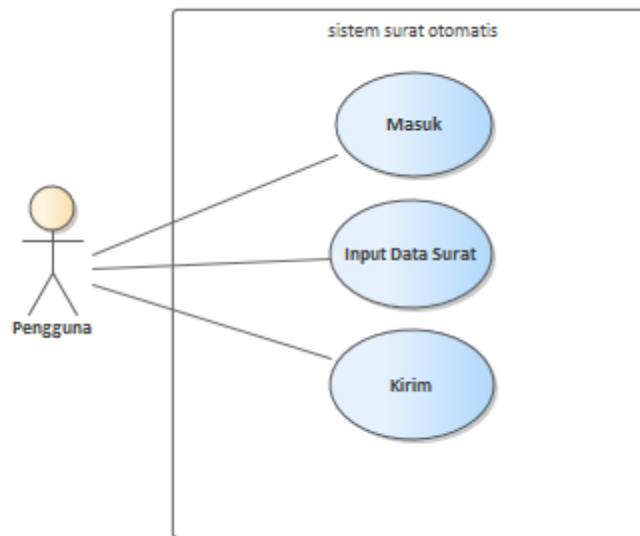 sistem surat otomatis
Masuk
Input Data Surat
Pengguna
Kirim